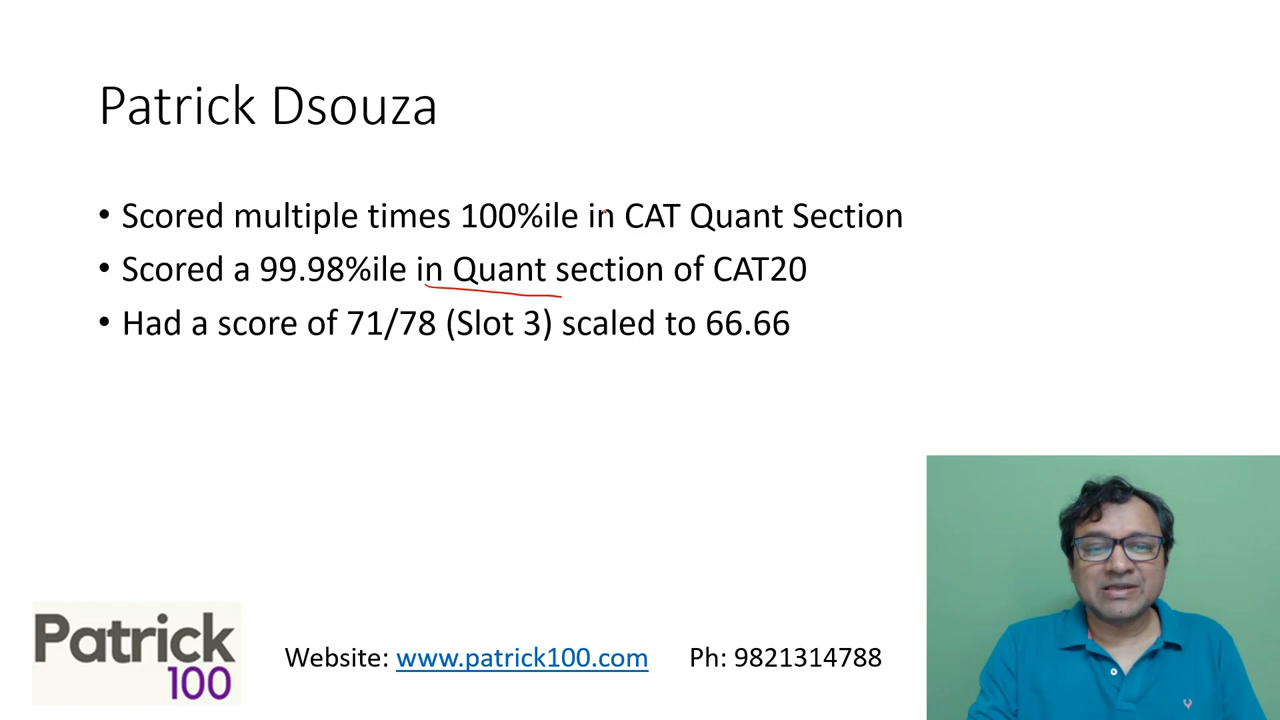 Patrick Dsouza
• Scored multiple times 100%ile in CAT Quant Section
• Scored a 99.98%ile in Quant section of CAT20
• Had a score of 71/78 (Slot 3) scaled to 66.66
Patrick
100
Website: www.patrick100.com Ph: 9821314788